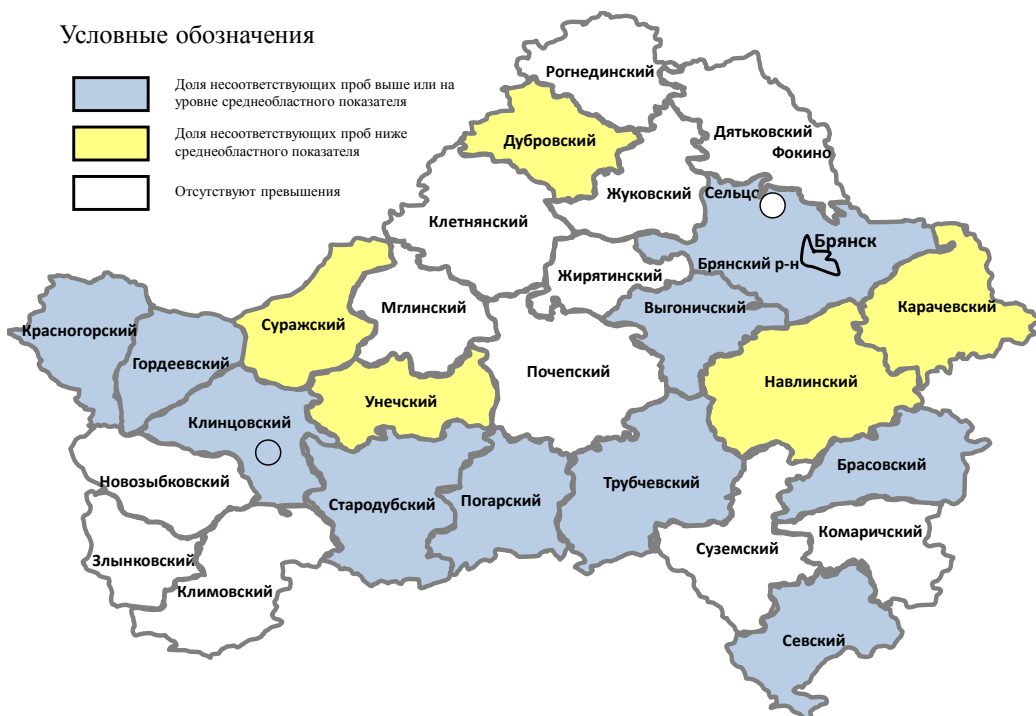 Условные обозначения
Доля несоответствующих проб выше или на
уровне среднеобластного показателя
Доля несоответствующих проб ниже
среднеобластного показателя
Отсутствуют превышения
Рогнединский
Дубровский
Дятьковский
Фокино
Жуковский
Сельцо
Клетнянский
Брянск
Брянский р-н
Жирятинский
Мглинский
Выгоничский
Карачевский
Красногорский
Суражский
Гордеевский
Почепский
Навлинский
Унечский
Клинцовский
Брасовский
Новозыбковский
Стародубский
Погарский
Трубчевский
Комаричский
Суземский
Злынковский
Климовский
Севский